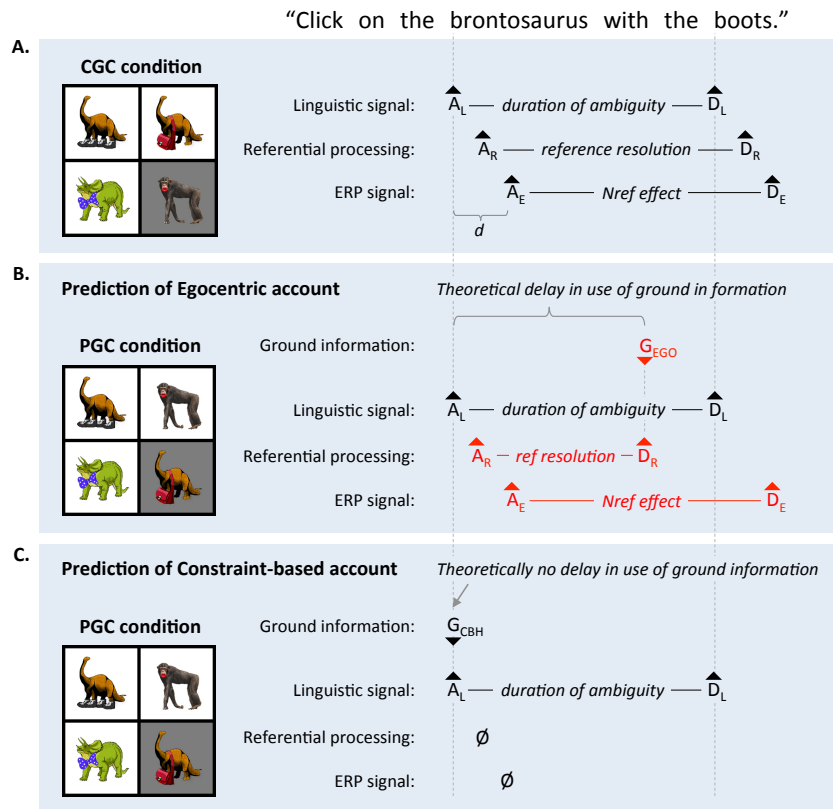 “Click on the brontosaurus with the boots.”
A.
CGC condition
Linguistic signal: A_L — duration of ambiguity — D_L
Referential processing: A_R — reference resolution — D_R
ERP signal: A_E — Nref effect — D_E
d
B.
Prediction of Egocentric account
Theoretical delay in use of ground in formation
PGC condition
Ground information: G_EGO
Linguistic signal: A_L — duration of ambiguity — D_L
Referential processing: A_R — ref resolution — D_R
ERP signal: A_E — Nref effect — D_E
C.
Prediction of Constraint-based account
Theoretically no delay in use of ground information
PGC condition
Ground information: G_CBH
Linguistic signal: A_L — duration of ambiguity — D_L
Referential processing: Ø
ERP signal: Ø